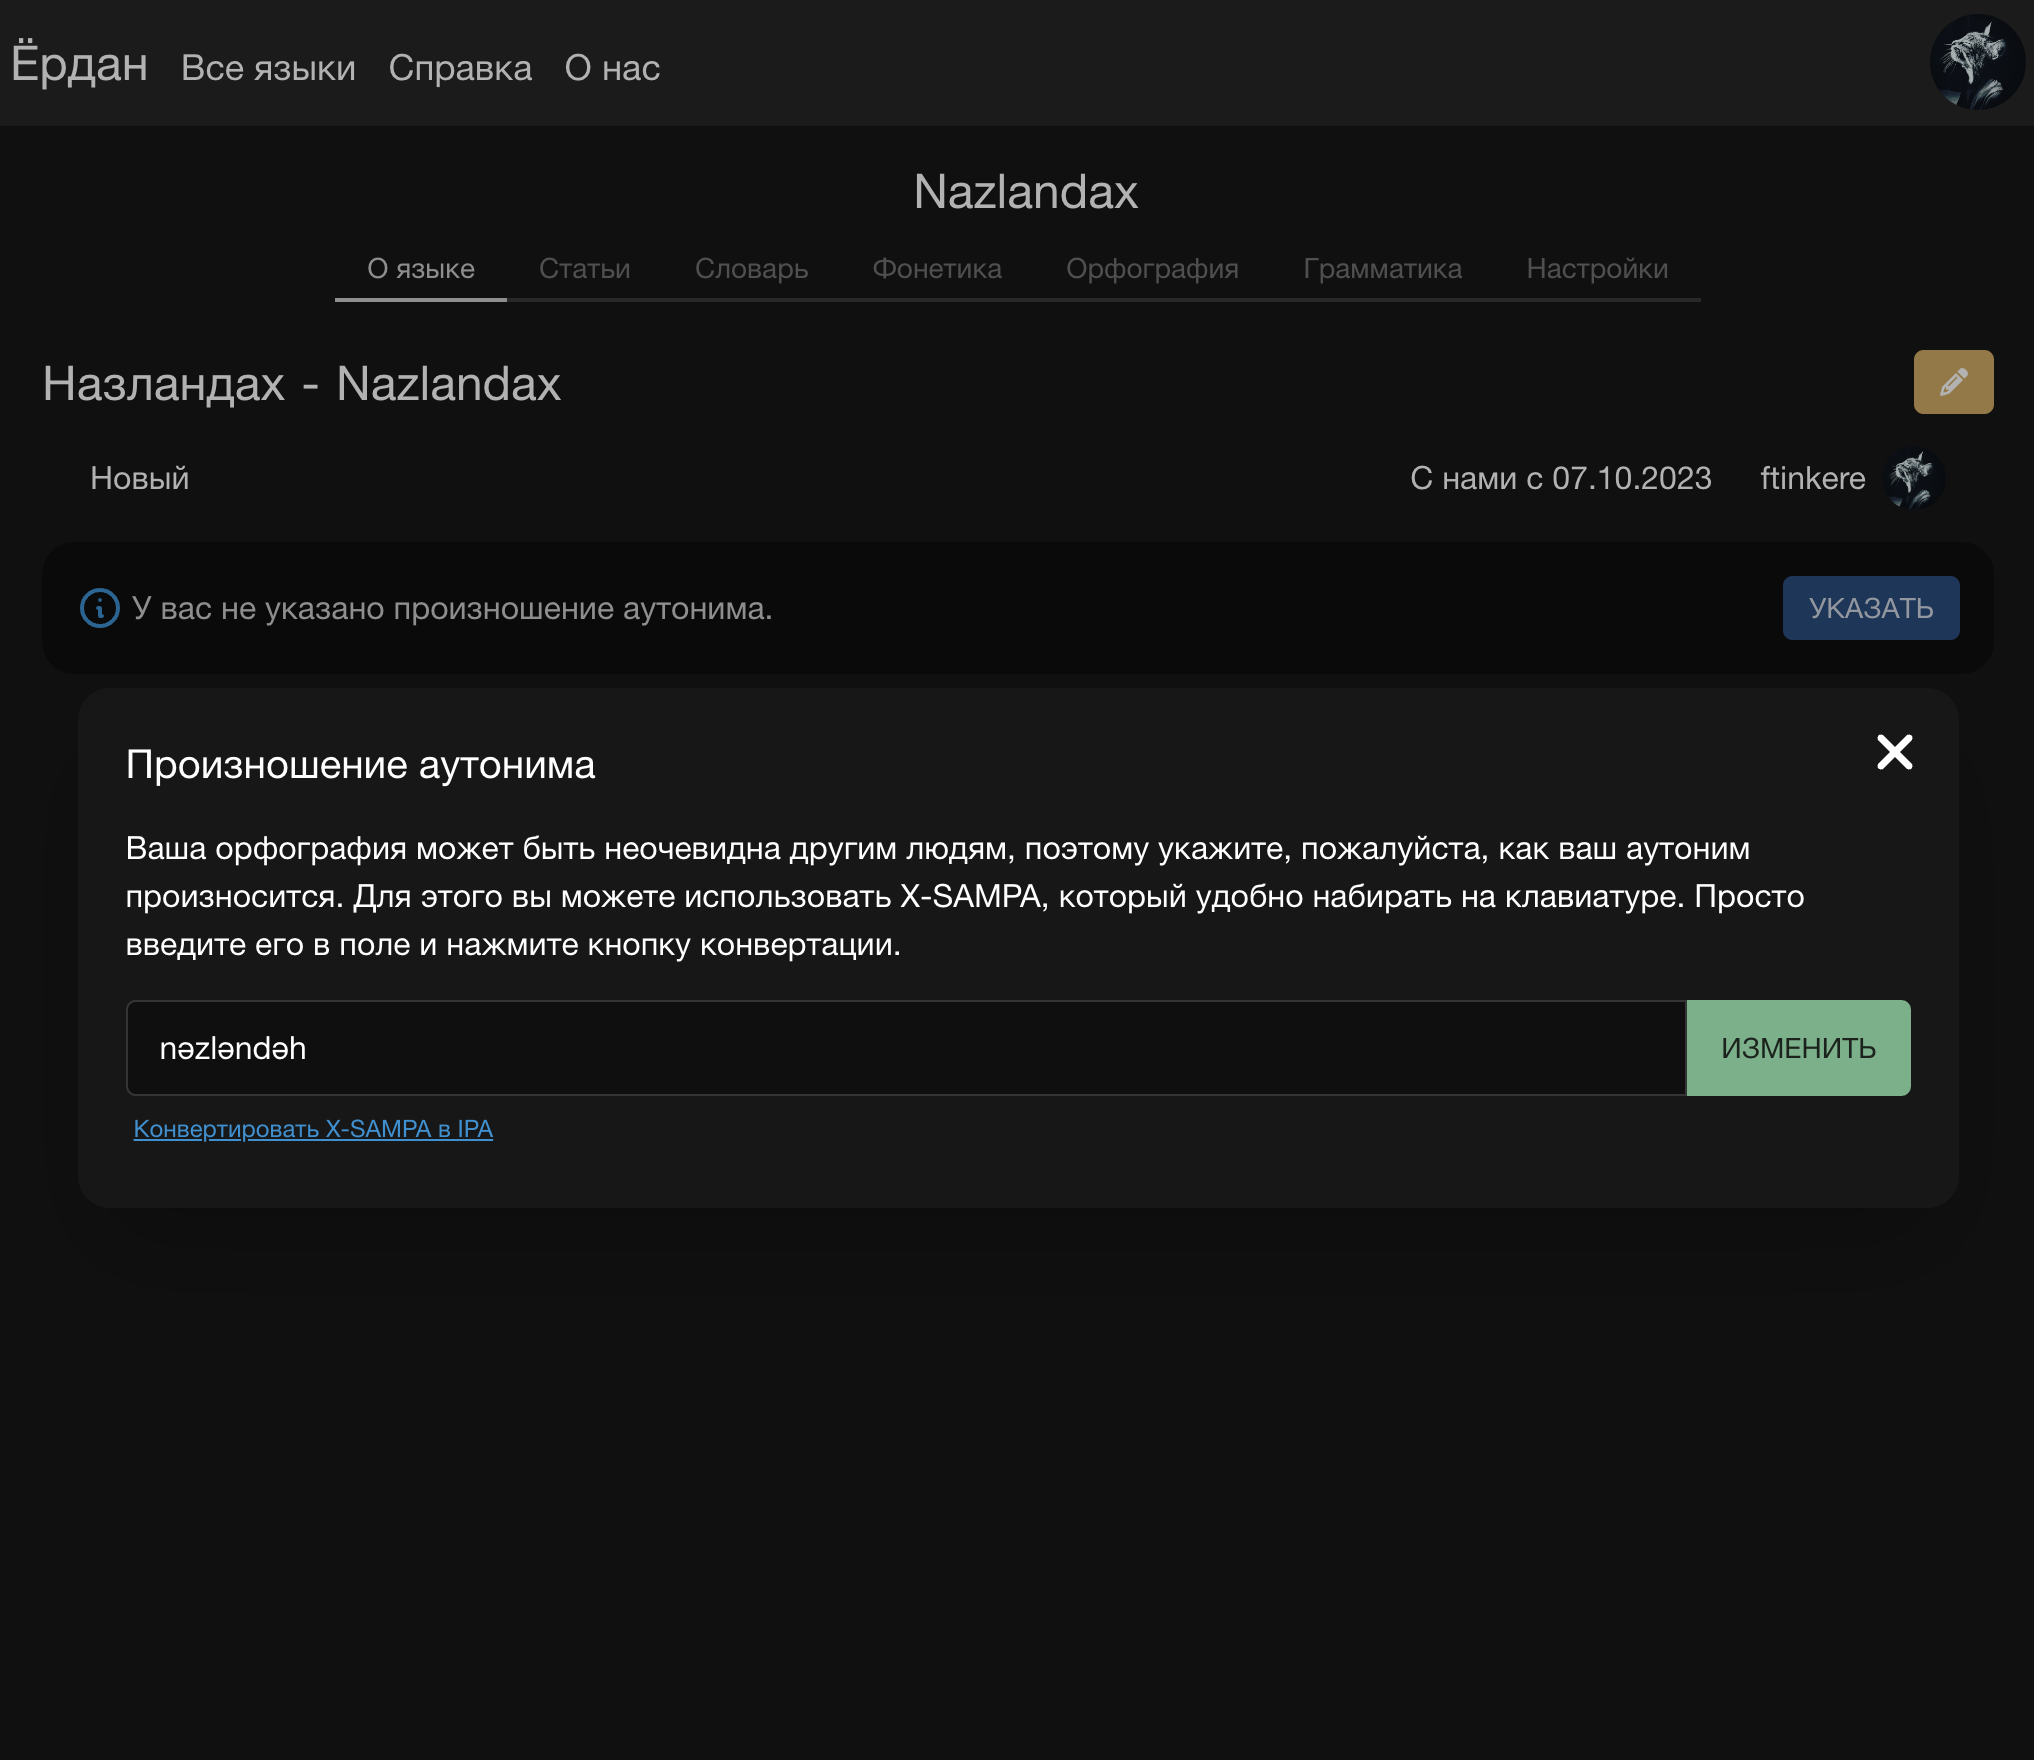 Ёрдан Все языки Справка О нас
Nazlandax
О языке Статьи Словарь Фонетика Орфография Грамматика Настройки
Назландах - Nazlandax
Новый С нами с 07.10.2023 ftinkere
У вас не указано произношение аутонима. УКАЗАТЬ
Произношение аутонима
Ваша орфография может быть неочевидна другим людям, поэтому укажите, пожалуйста, как ваш аутоним
произносится. Для этого вы можете использовать X-SAMPA, который удобно набирать на клавиатуре. Просто
введите его в поле и нажмите кнопку конвертации.
nəzləndəh ИЗМЕНИТЬ
Конвертировать X-SAMPA в IPA